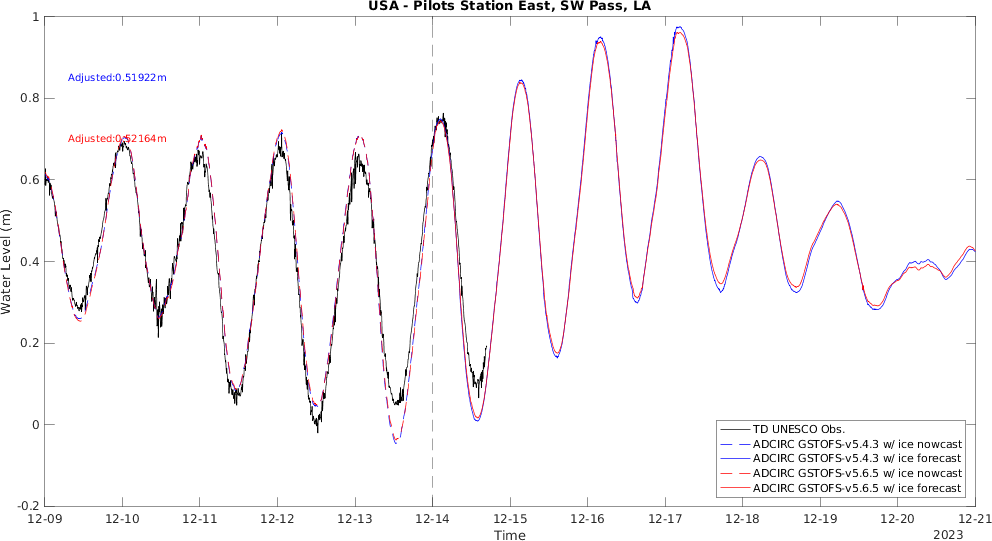 USA - Pilots Station East, SW Pass, LA
Adjusted:0.51922m
Adjusted:0.52164m
Water Level (m)
1
0.8
0.6
0.4
0.2
0
-0.2
TD UNESCO Obs.
ADCIRC GSTOFS-v5.4.3 w/ ice nowcast
ADCIRC GSTOFS-v5.4.3 w/ ice forecast
ADCIRC GSTOFS-v5.6.5 w/ ice nowcast
ADCIRC GSTOFS-v5.6.5 w/ ice forecast
12-09 12-10 12-11 12-12 12-13 12-14 12-15 12-16 12-17 12-18 12-19 12-20 12-21
Time
2023